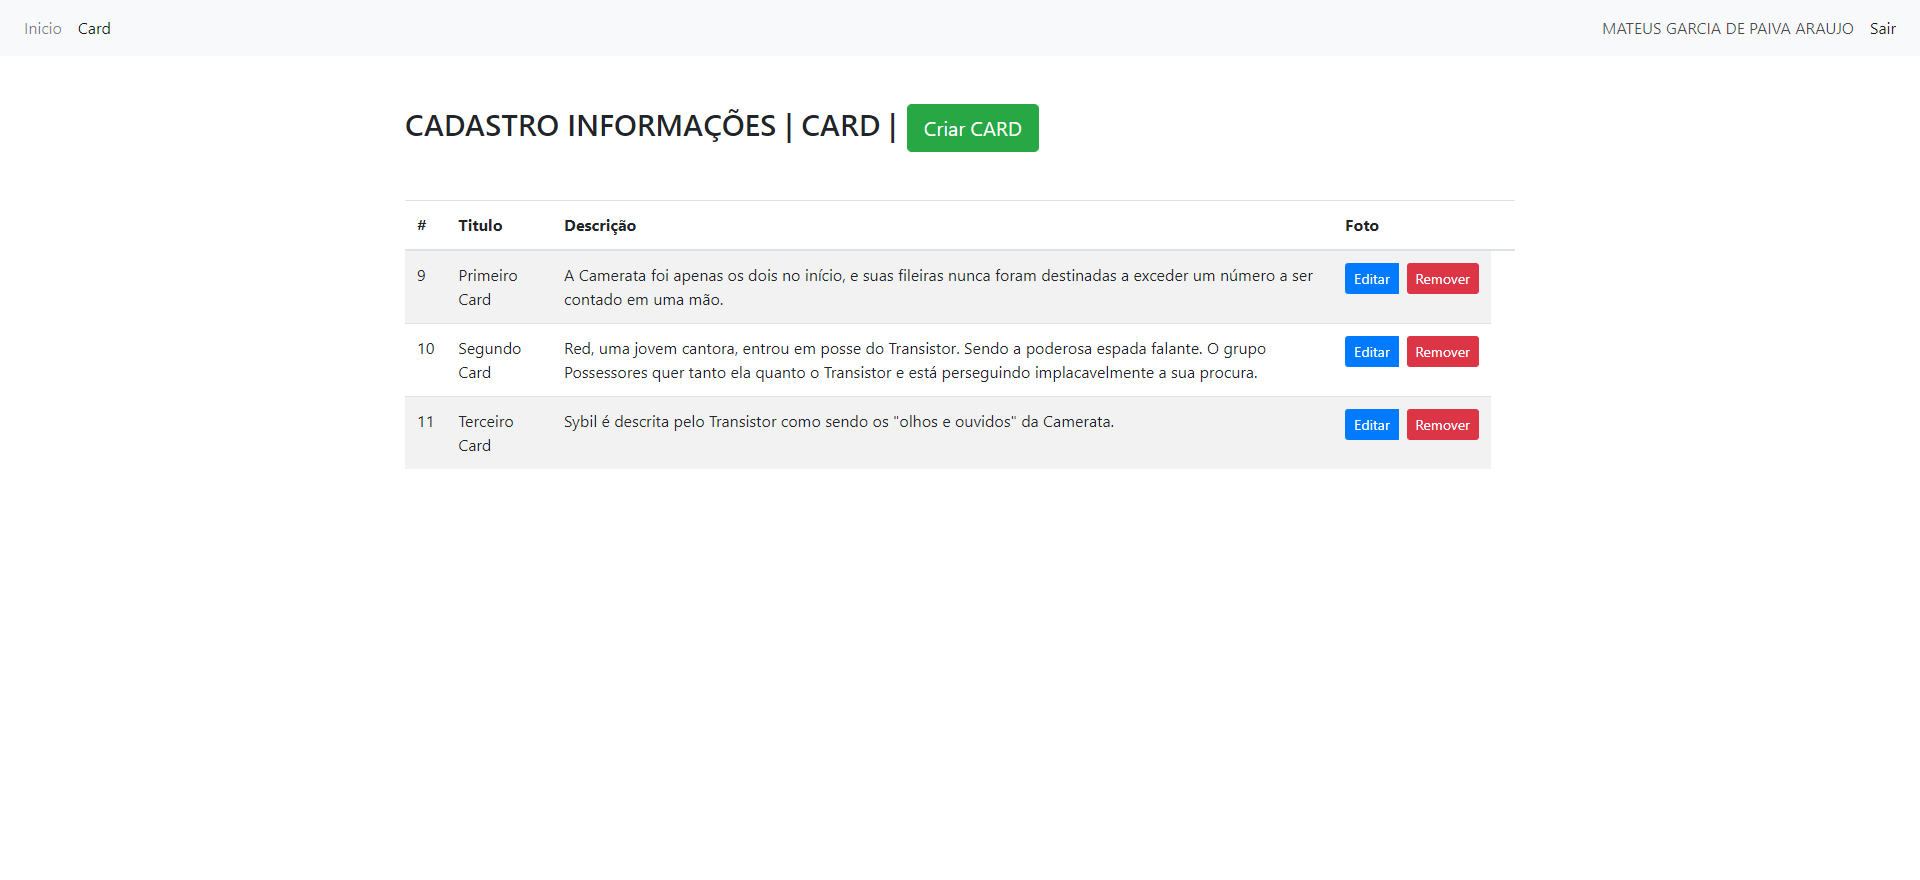 Inicio Card MATEUS GARCIA DE PAIVA ARAUJO Sair
CADASTRO INFORMAÇÕES | CARD | Criar CARD
# Titulo Descrição Foto
9 Primeiro Card A Camerata foi apenas os dois no início, e suas fileiras nunca foram destinadas a exceder um número a ser
contado em uma mão. Editar Remover
10 Segundo Card Red, uma jovem cantora, entrou em posse do Transistor. Sendo a poderosa espada falante. O grupo
Possessores quer tanto ela quanto o Transistor e está perseguindo implacavelmente a sua procura. Editar Remover
11 Terceiro Card Sybil é descrita pelo Transistor como sendo os "olhos e ouvidos" da Camerata. Editar Remover